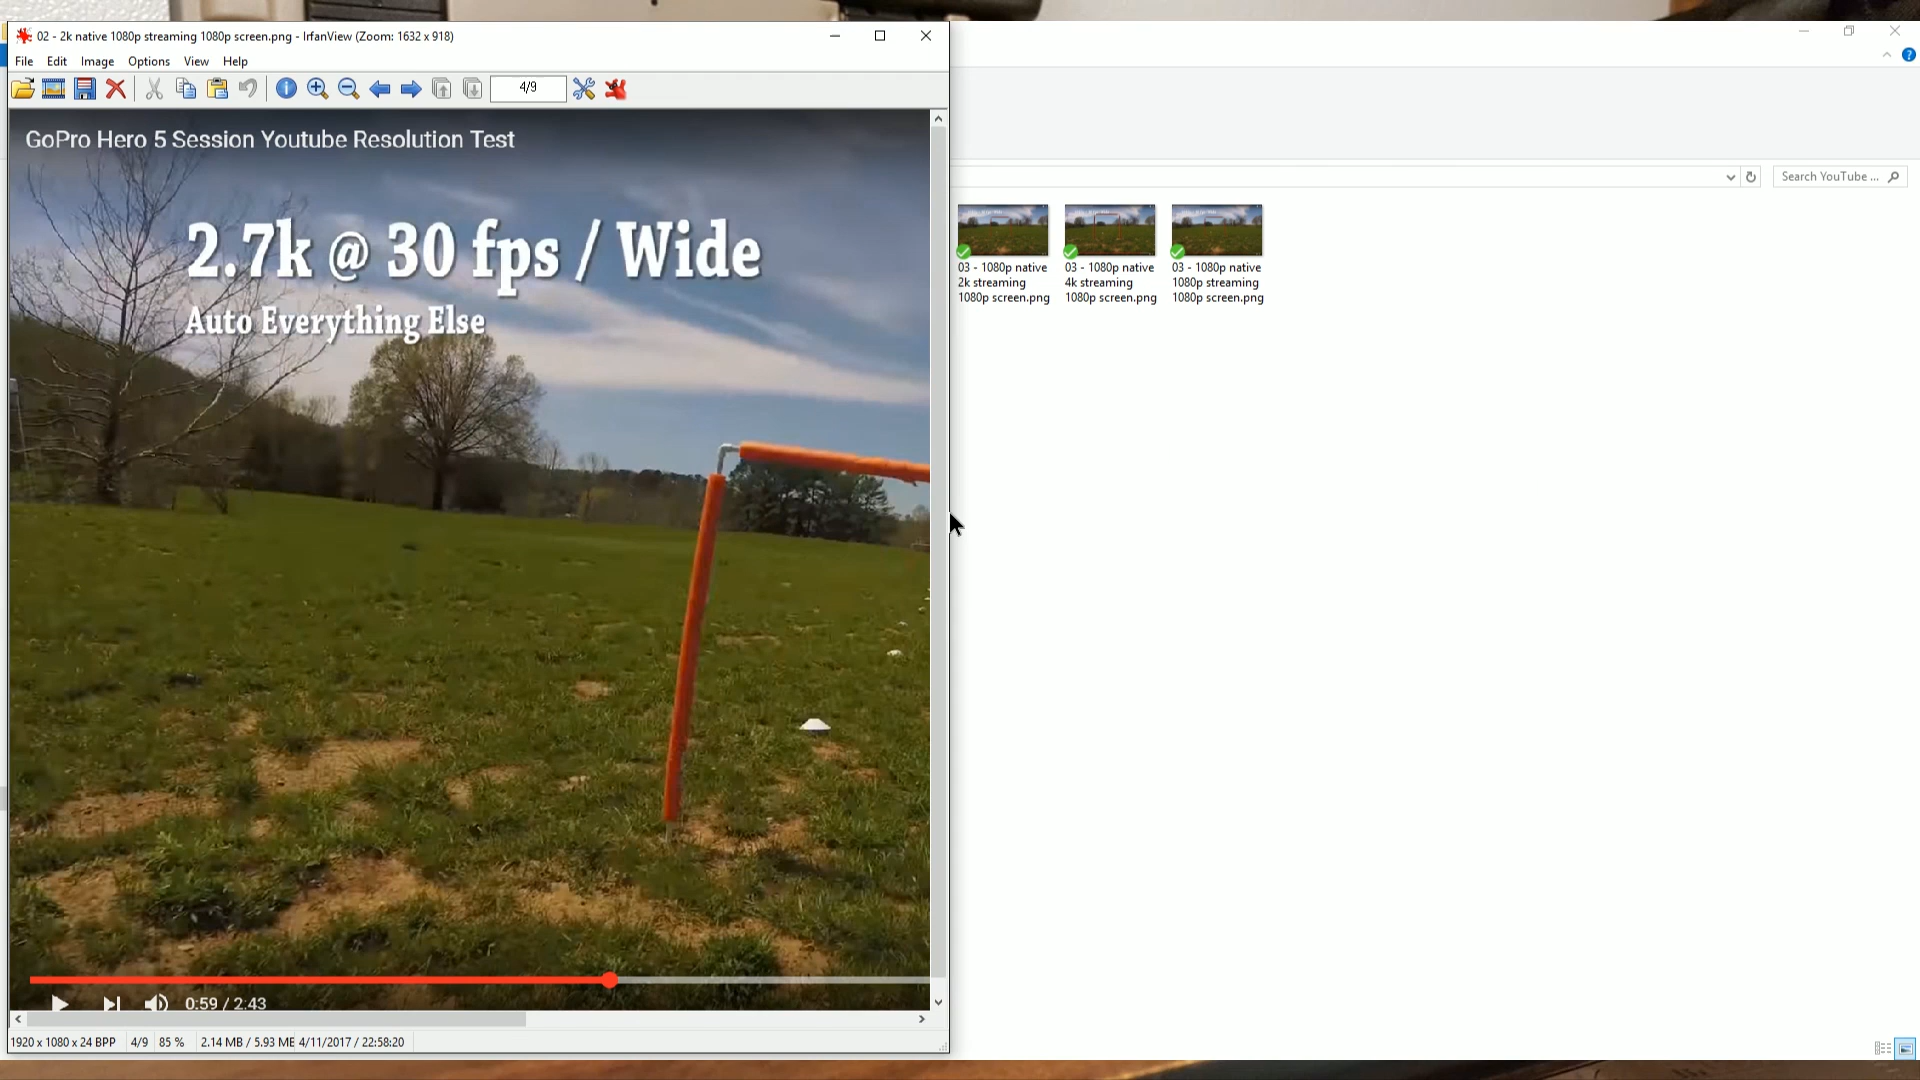 02 - 2k native 1080p streaming 1080p screen.png - IrfanView (Zoom: 1632 x 918)
File Edit Image Options View Help
4/9
GoPro Hero 5 Session Youtube Resolution Test
2.7k @ 30 fps / Wide
Auto Everything Else
0:59 / 2:43
1920 x 1080 x 24 BPP 4/9 85 % 2.14 MB / 5.93 ME 4/11/2017 / 22:58:20
Search YouTube ...
03 - 1080p native
2k streaming
1080p screen.png
03 - 1080p native
4k streaming
1080p screen.png
03 - 1080p native
1080p streaming
1080p screen.png